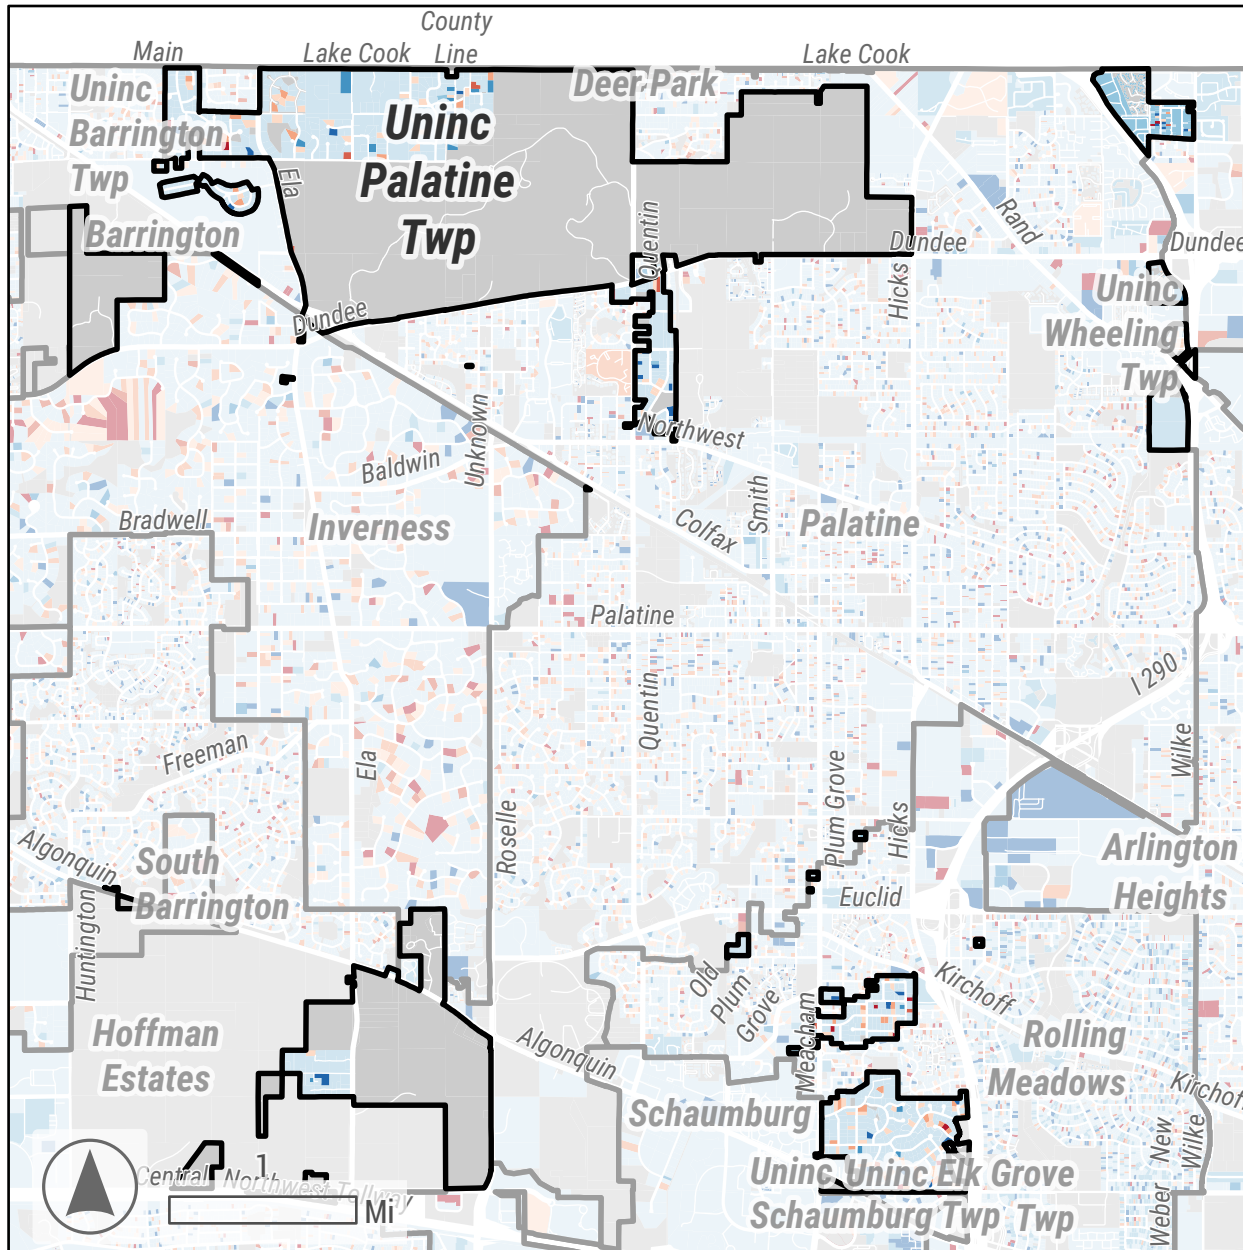 County
Main
Lake Cook
Line
Lake Cook
Uninc
Barrington
Twp
Deer Park
Uninc
Palatine
Twp
Ela
Rand
Barrington
Quentin
Dundee
Dundee
Hicks
Uninc
Wheeling
Twp
Dundee
Unknown
Northwest
Baldwin
Smith
Bradwell
Inverness
Colfax
Palatine
Palatine
I 290
Quentin
Wilke
Freeman
Ela
Plum Grove
Hicks
Roselle
Algonquin
South
Barrington
Arlington
Heights
Euclid
Huntington
Old
Plum
Grove
Kirchoff
Meacham
Hoffman
Estates
Algonquin
Rolling
Meadows
Kirchoff
Schaumburg
New
Wilke
Weber
Uninc
Schaumburg Twp
Uninc Elk Grove
Twp
Central
Northwest Tollway
1
Mi